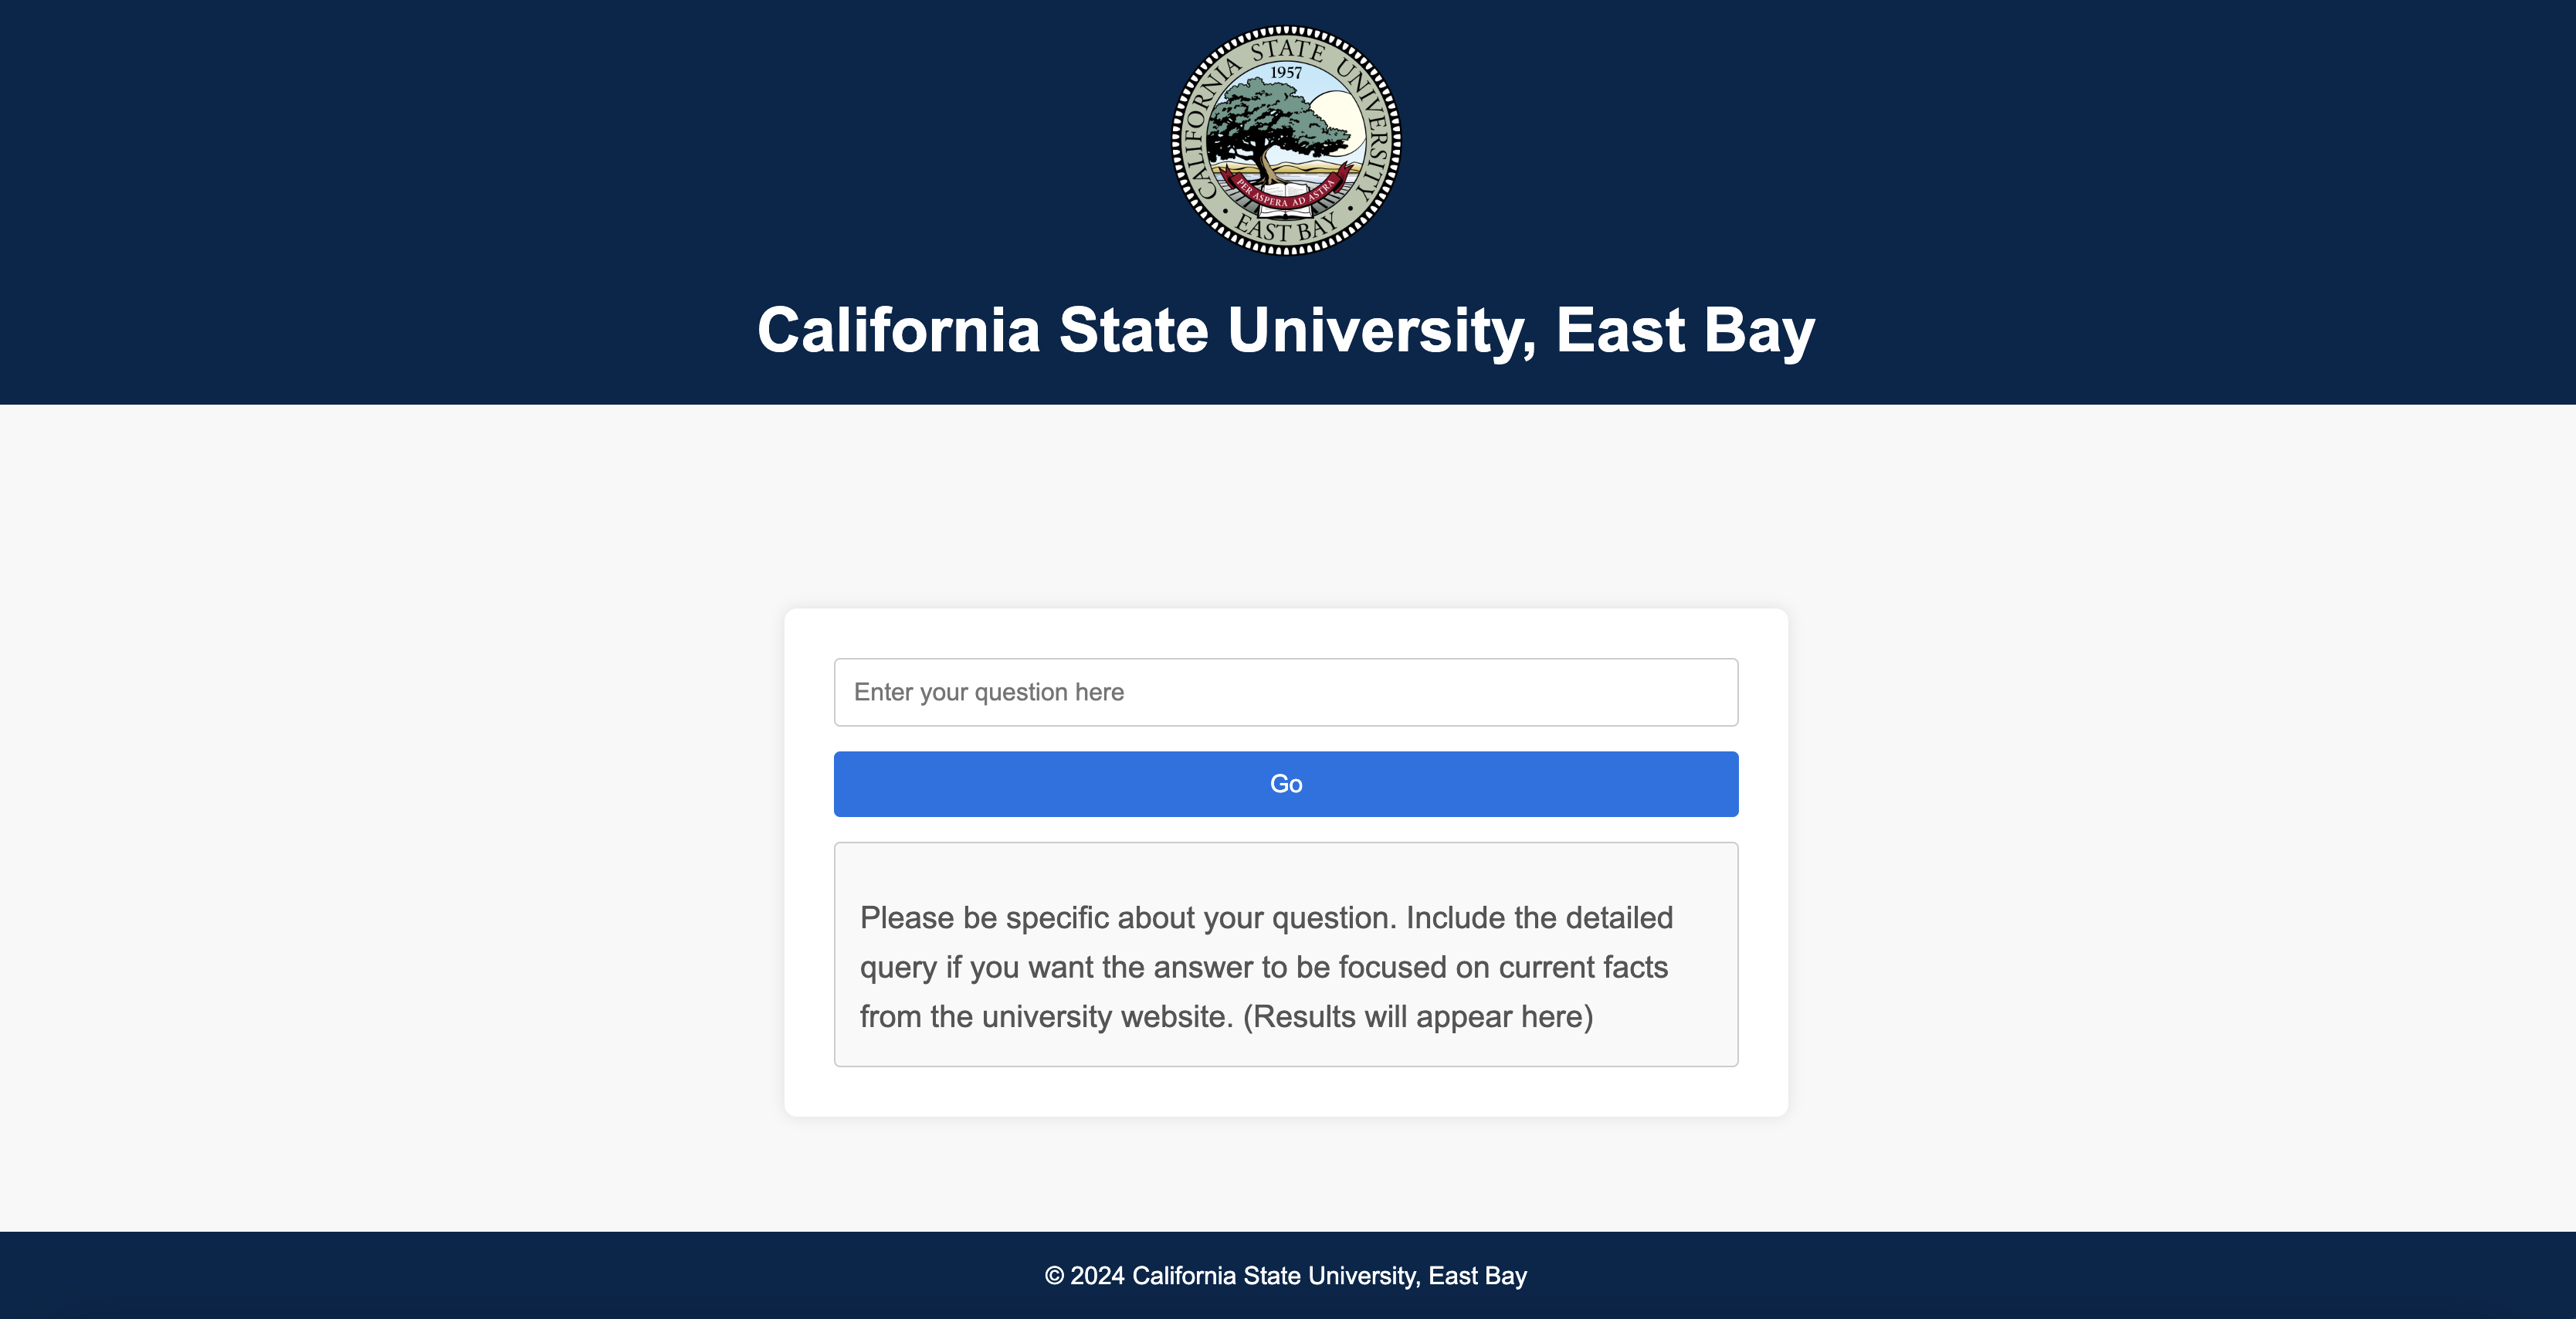 CALIFORNIA STATE UNIVERSITY
1957
PER ASPERA AD ASTRA
• EAST BAY •
California State University, East Bay
Enter your question here
Go
Please be specific about your question. Include the detailed
query if you want the answer to be focused on current facts
from the university website. (Results will appear here)
© 2024 California State University, East Bay